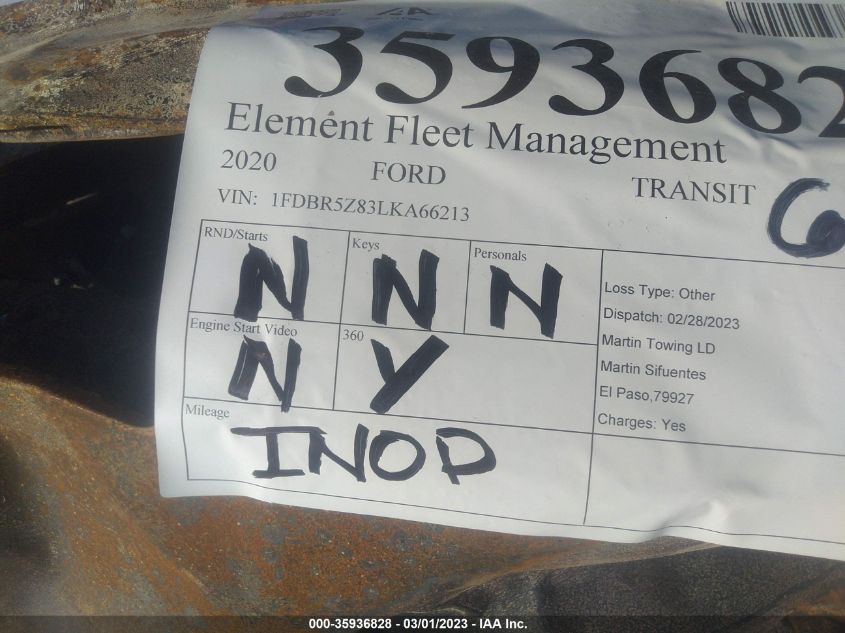 3593682
Element Fleet Management
2020 FORD TRANSIT
VIN: 1FDBR5Z83LKA66213
RND/Starts Keys Personals
N N N
Engine Start Video 360
N Y
Mileage
INOP
Loss Type: Other
Dispatch: 02/28/2023
Martin Towing LD
Martin Sifuentes
El Paso,79927
Charges: Yes
000-35936828 - 03/01/2023 - IAA Inc.